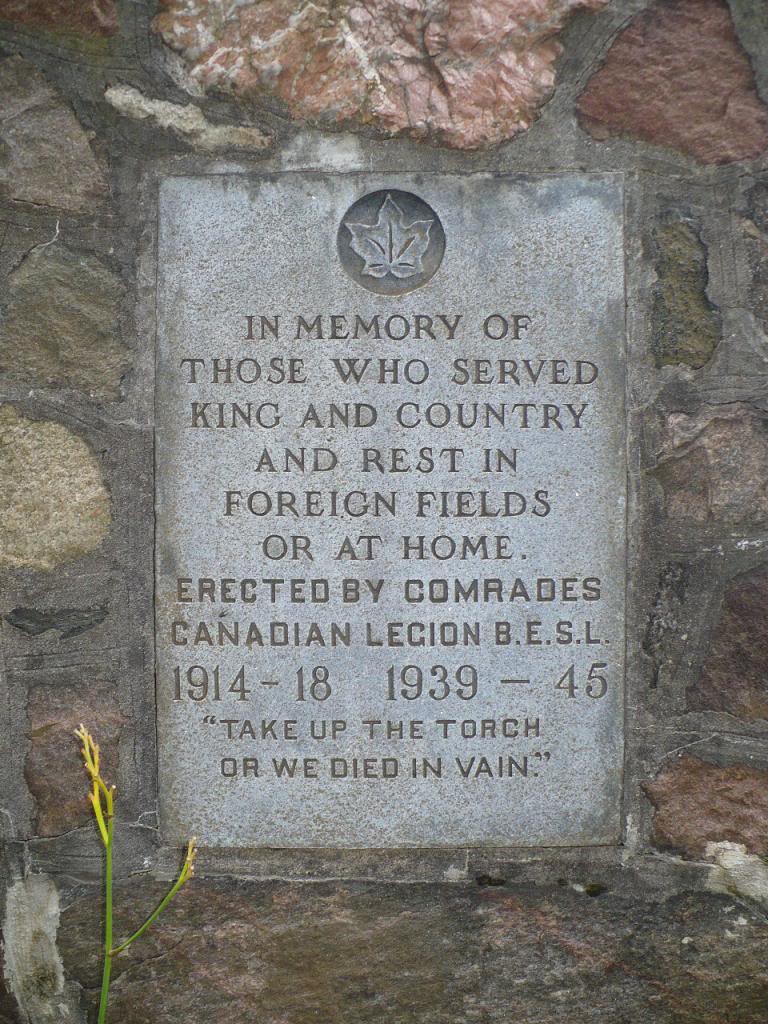 IN MEMORY OF
THOSE WHO SERVED
KING AND COUNTRY
AND REST IN
FOREIGN FIELDS
OR AT HOME.
ERECTED BY COMRADES
CANADIAN LEGION B.E.S.L.
1914-18 1939-45
"TAKE UP THE TORCH
OR WE DIED IN VAIN."